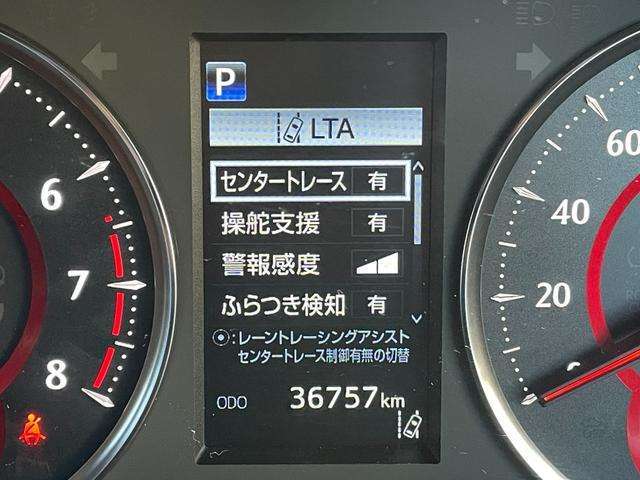 P
LTA
センタートレース 有
操舵支援 有
警報感度
ふらつき検知 有
:レーントレーシングアシスト
センタートレース制御有無の切替
ODO 36757km
6
7
8
60
40
20